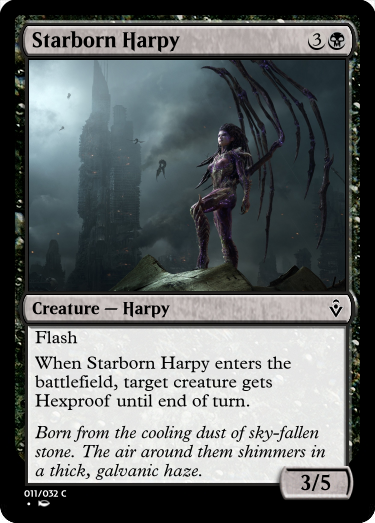 Starborn Harpy 3
Creature — Harpy
Flash
When Starborn Harpy enters the
battlefield, target creature gets
Hexproof until end of turn.
Born from the cooling dust of sky-fallen
stone. The air around them shimmers in
a thick, galvanic haze.
3/5
011/032 C